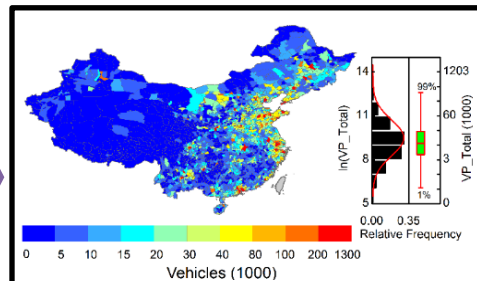 0 5 10 15 20 30 40 80 100 200 1300
Vehicles (1000)
ln(VP_Total)
14
11
8
5
0.00 0.35
Relative Frequency
99%
1%
1203
60
3
0
VP_Total (1000)